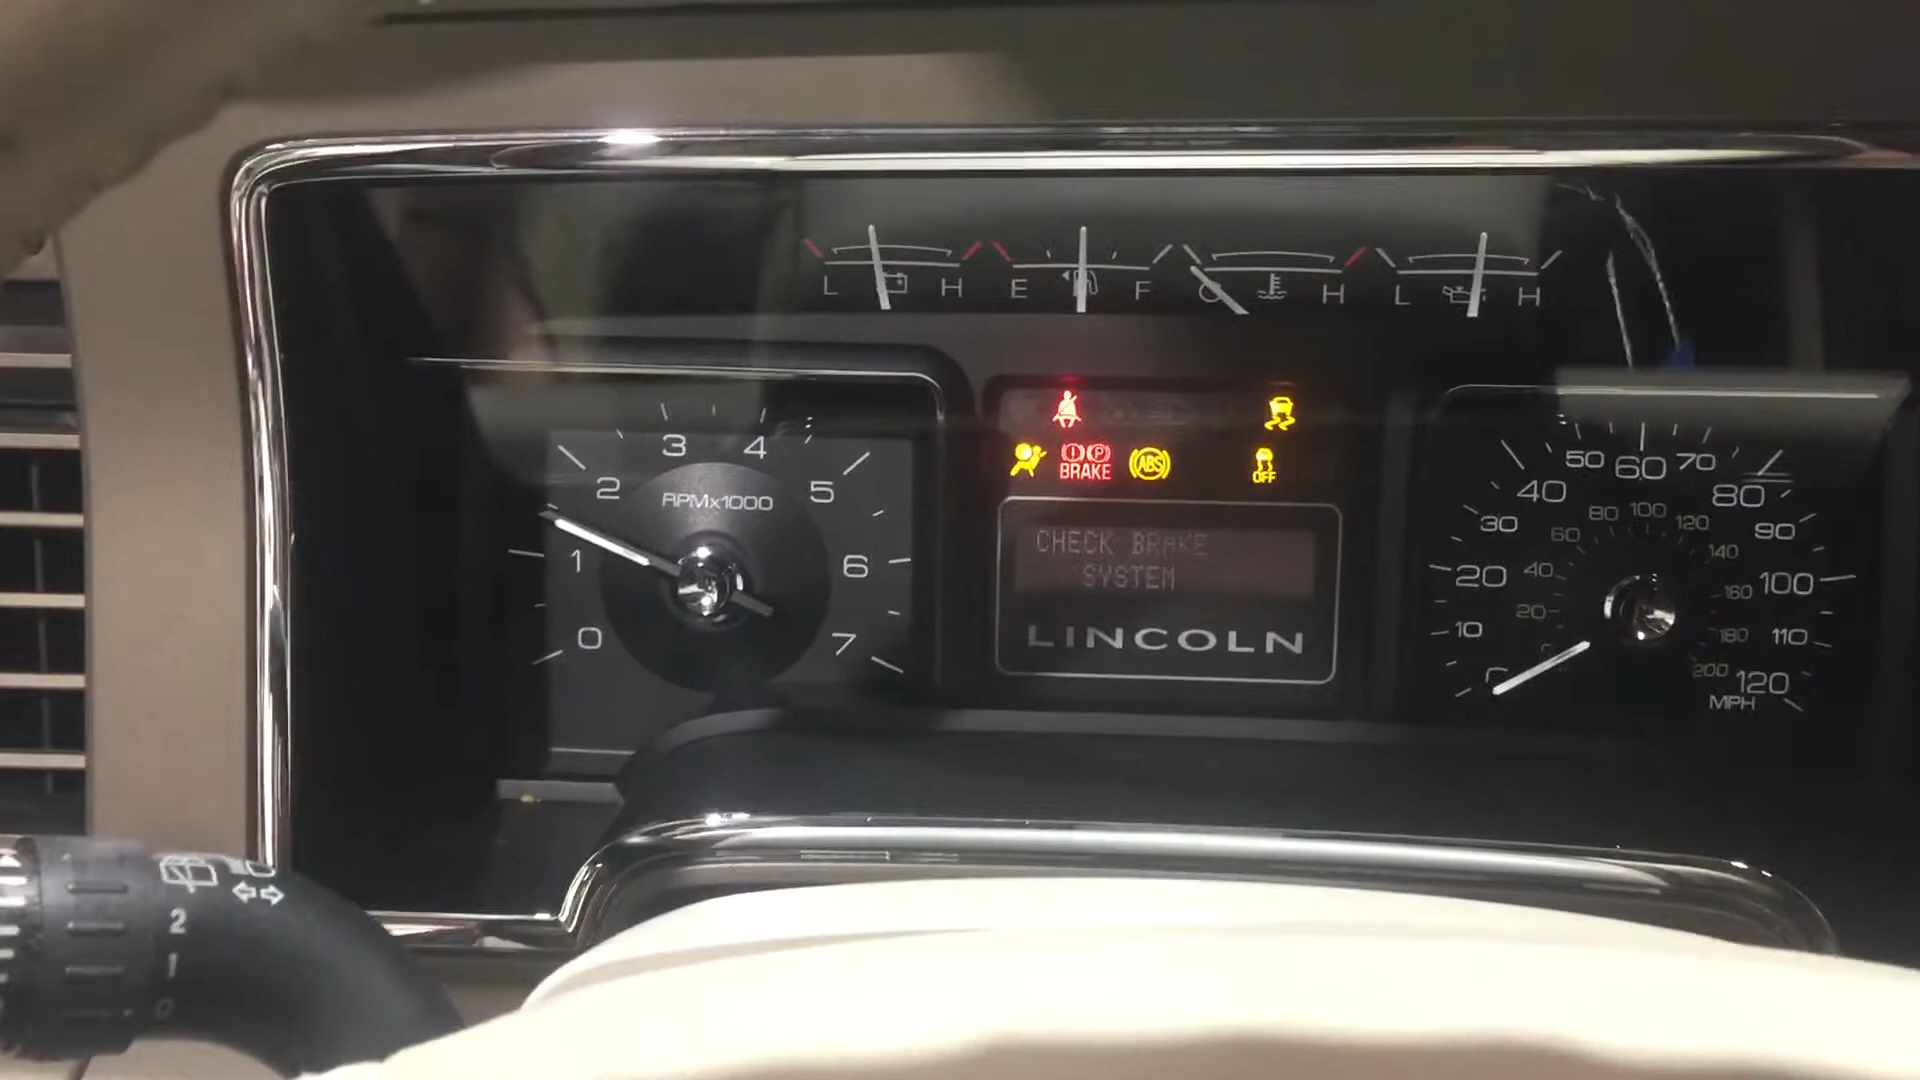 L H E F C H L H
0 1 2 3 4 5 6 7
RPMx1000
BRAKE ABS OFF
CHECK BRAKE
SYSTEM
LINCOLN
0 10 20 30 40 50 60 70 80 90 100 110 120
MPH
20 40 60 80 100 120 140 160 180 200
2
1
0